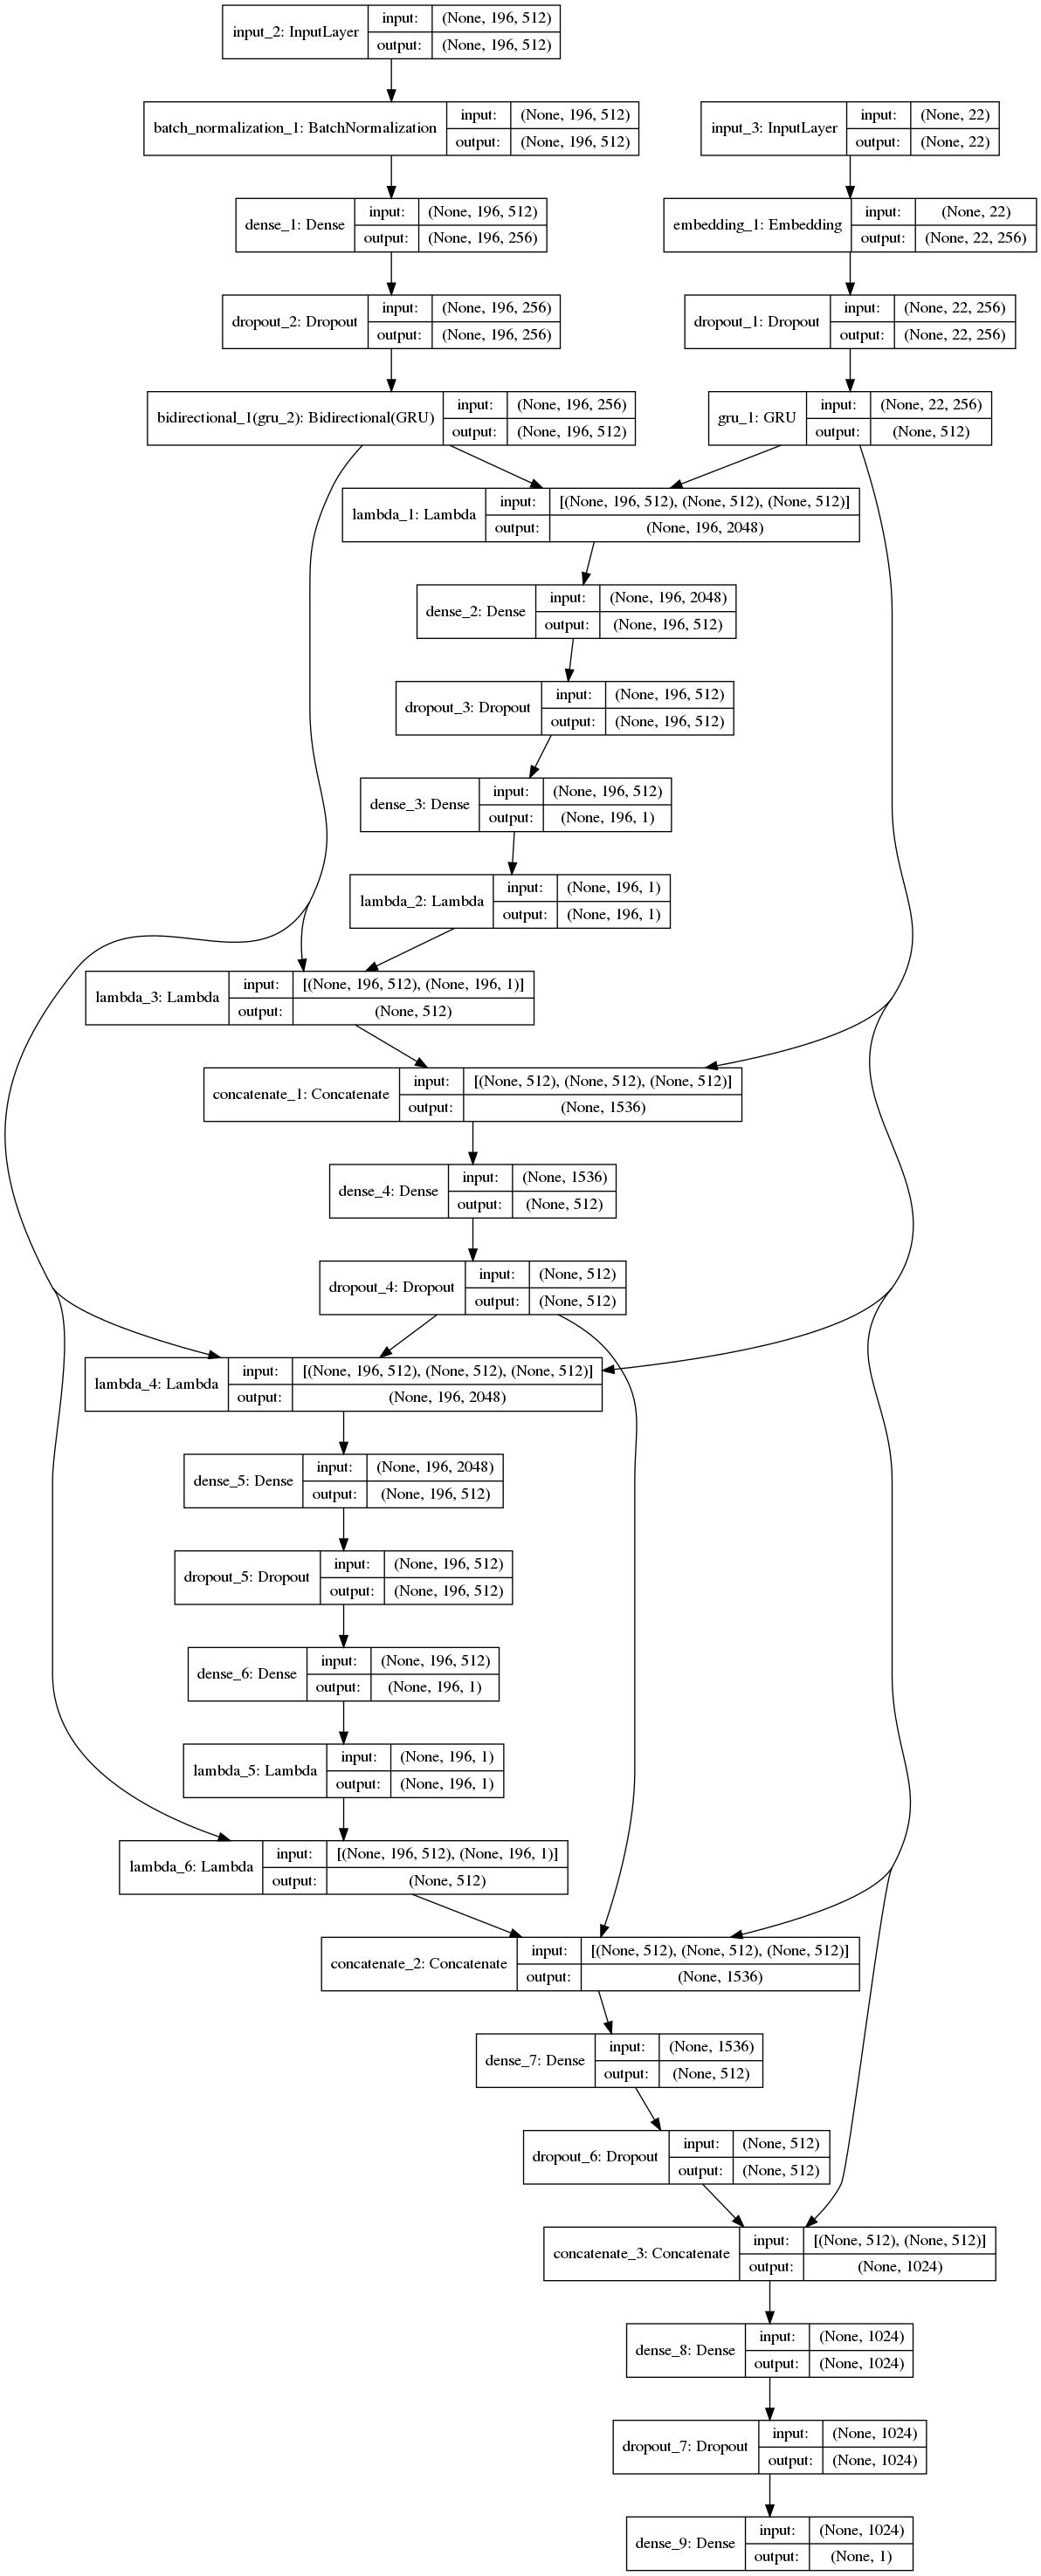 input_2: InputLayer
input: (None, 196, 512)
output: (None, 196, 512)
batch_normalization_1: BatchNormalization
input: (None, 196, 512)
output: (None, 196, 512)
input_3: InputLayer
input: (None, 22)
output: (None, 22)
dense_1: Dense
input: (None, 196, 512)
output: (None, 196, 256)
embedding_1: Embedding
input: (None, 22)
output: (None, 22, 256)
dropout_2: Dropout
input: (None, 196, 256)
output: (None, 196, 256)
dropout_1: Dropout
input: (None, 22, 256)
output: (None, 22, 256)
bidirectional_1(gru_2): Bidirectional(GRU)
input: (None, 196, 256)
output: (None, 196, 512)
gru_1: GRU
input: (None, 22, 256)
output: (None, 512)
lambda_1: Lambda
input: [(None, 196, 512), (None, 512), (None, 512)]
output: (None, 196, 2048)
dense_2: Dense
input: (None, 196, 2048)
output: (None, 196, 512)
dropout_3: Dropout
input: (None, 196, 512)
output: (None, 196, 512)
dense_3: Dense
input: (None, 196, 512)
output: (None, 196, 1)
lambda_2: Lambda
input: (None, 196, 1)
output: (None, 196, 1)
lambda_3: Lambda
input: [(None, 196, 512), (None, 196, 1)]
output: (None, 512)
concatenate_1: Concatenate
input: [(None, 512), (None, 512), (None, 512)]
output: (None, 1536)
dense_4: Dense
input: (None, 1536)
output: (None, 512)
dropout_4: Dropout
input: (None, 512)
output: (None, 512)
lambda_4: Lambda
input: [(None, 196, 512), (None, 512), (None, 512)]
output: (None, 196, 2048)
dense_5: Dense
input: (None, 196, 2048)
output: (None, 196, 512)
dropout_5: Dropout
input: (None, 196, 512)
output: (None, 196, 512)
dense_6: Dense
input: (None, 196, 512)
output: (None, 196, 1)
lambda_5: Lambda
input: (None, 196, 1)
output: (None, 196, 1)
lambda_6: Lambda
input: [(None, 196, 512), (None, 196, 1)]
output: (None, 512)
concatenate_2: Concatenate
input: [(None, 512), (None, 512), (None, 512)]
output: (None, 1536)
dense_7: Dense
input: (None, 1536)
output: (None, 512)
dropout_6: Dropout
input: (None, 512)
output: (None, 512)
concatenate_3: Concatenate
input: [(None, 512), (None, 512)]
output: (None, 1024)
dense_8: Dense
input: (None, 1024)
output: (None, 1024)
dropout_7: Dropout
input: (None, 1024)
output: (None, 1024)
dense_9: Dense
input: (None, 1024)
output: (None, 1)